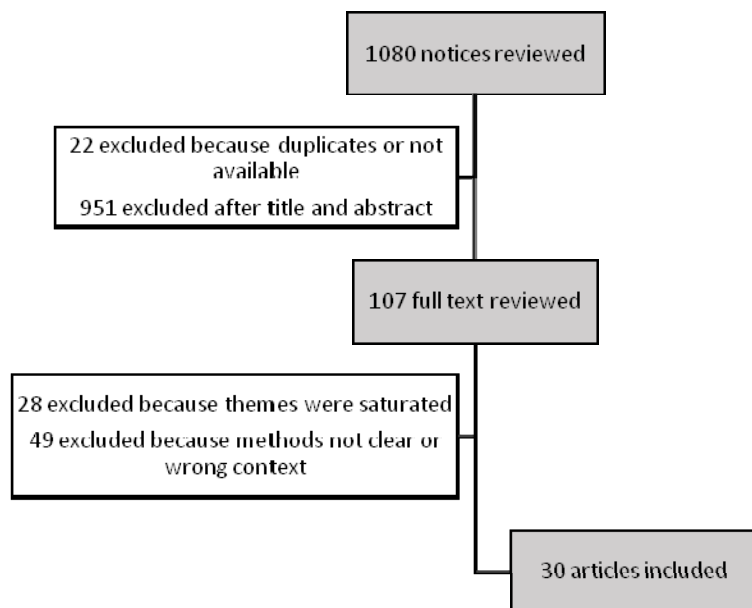 1080 notices reviewed
22 excluded because duplicates or not
available
951 excluded after title and abstract
107 full text reviewed
28 excluded because themes were saturated
49 excluded because methods not clear or
wrong context
30 articles included